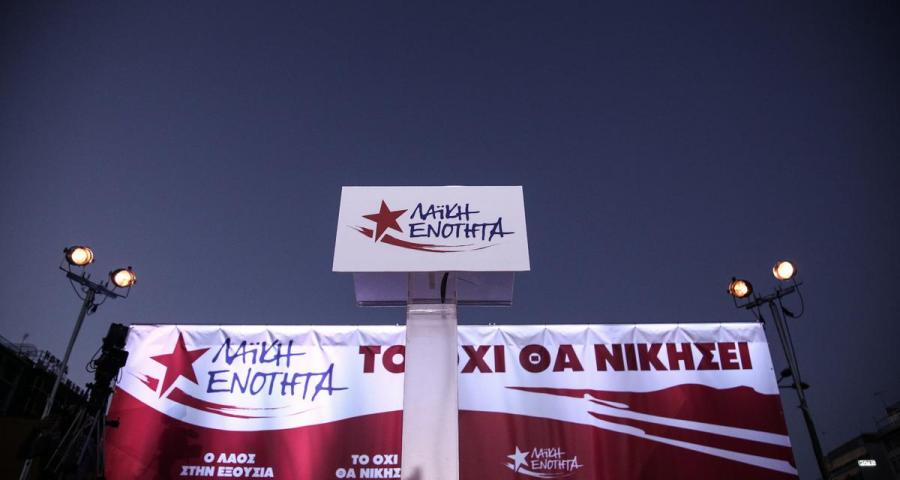 ΛΑΪΚΗ
ΕΝΟΤΗΤΑ
ΛΑΪΚΗ
ΕΝΟΤΗΤΑ
ΤΟ ΟΧΙ ΘΑ ΝΙΚΗΣΕΙ
Ο ΛΑΟΣ
ΣΤΗΝ ΕΞΟΥΣΙΑ
ΤΟ ΟΧΙ
ΘΑ ΝΙΚΗΣ
ΛΑΪΚΗ
ΕΝΟΤΗΤΑ